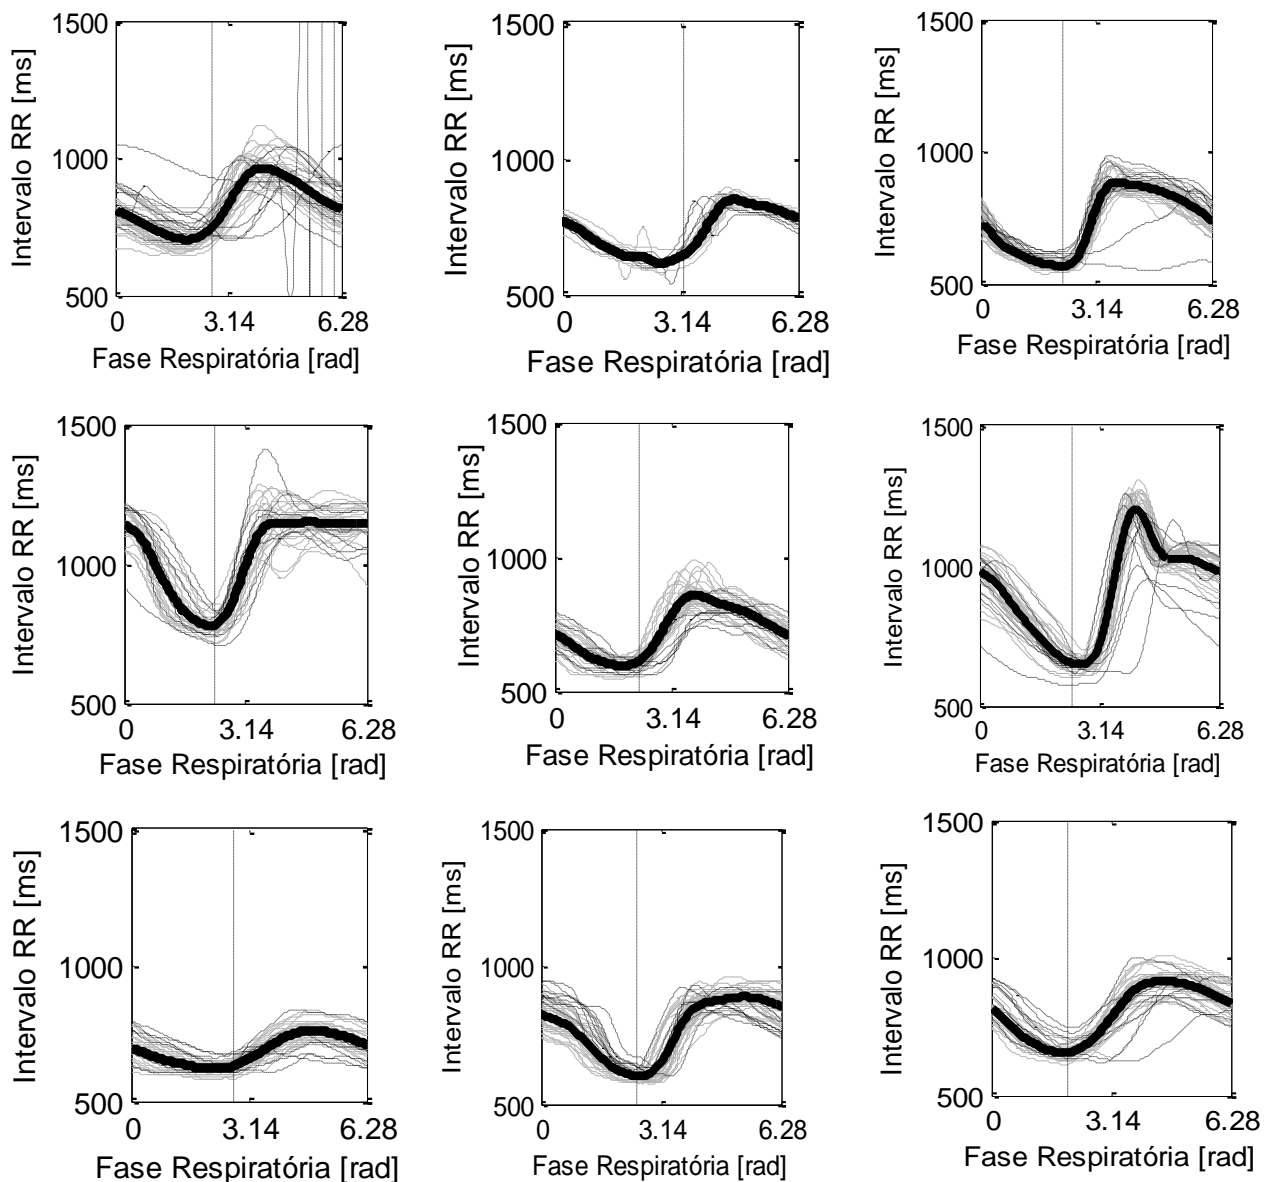 1500
1000
500
0 3.14 6.28
Intervalo RR [ms]
Fase Respiratória [rad]
1500
1000
500
0 3.14 6.28
Intervalo RR [ms]
Fase Respiratória [rad]
1500
1000
500
0 3.14 6.28
Intervalo RR [ms]
Fase Respiratória [rad]
1500
1000
500
0 3.14 6.28
Intervalo RR [ms]
Fase Respiratória [rad]
1500
1000
500
0 3.14 6.28
Intervalo RR [ms]
Fase Respiratória [rad]
1500
1000
500
0 3.14 6.28
Intervalo RR [ms]
Fase Respiratória [rad]
1500
1000
500
0 3.14 6.28
Intervalo RR [ms]
Fase Respiratória [rad]
1500
1000
500
0 3.14 6.28
Intervalo RR [ms]
Fase Respiratória [rad]
1500
1000
500
0 3.14 6.28
Intervalo RR [ms]
Fase Respiratória [rad]